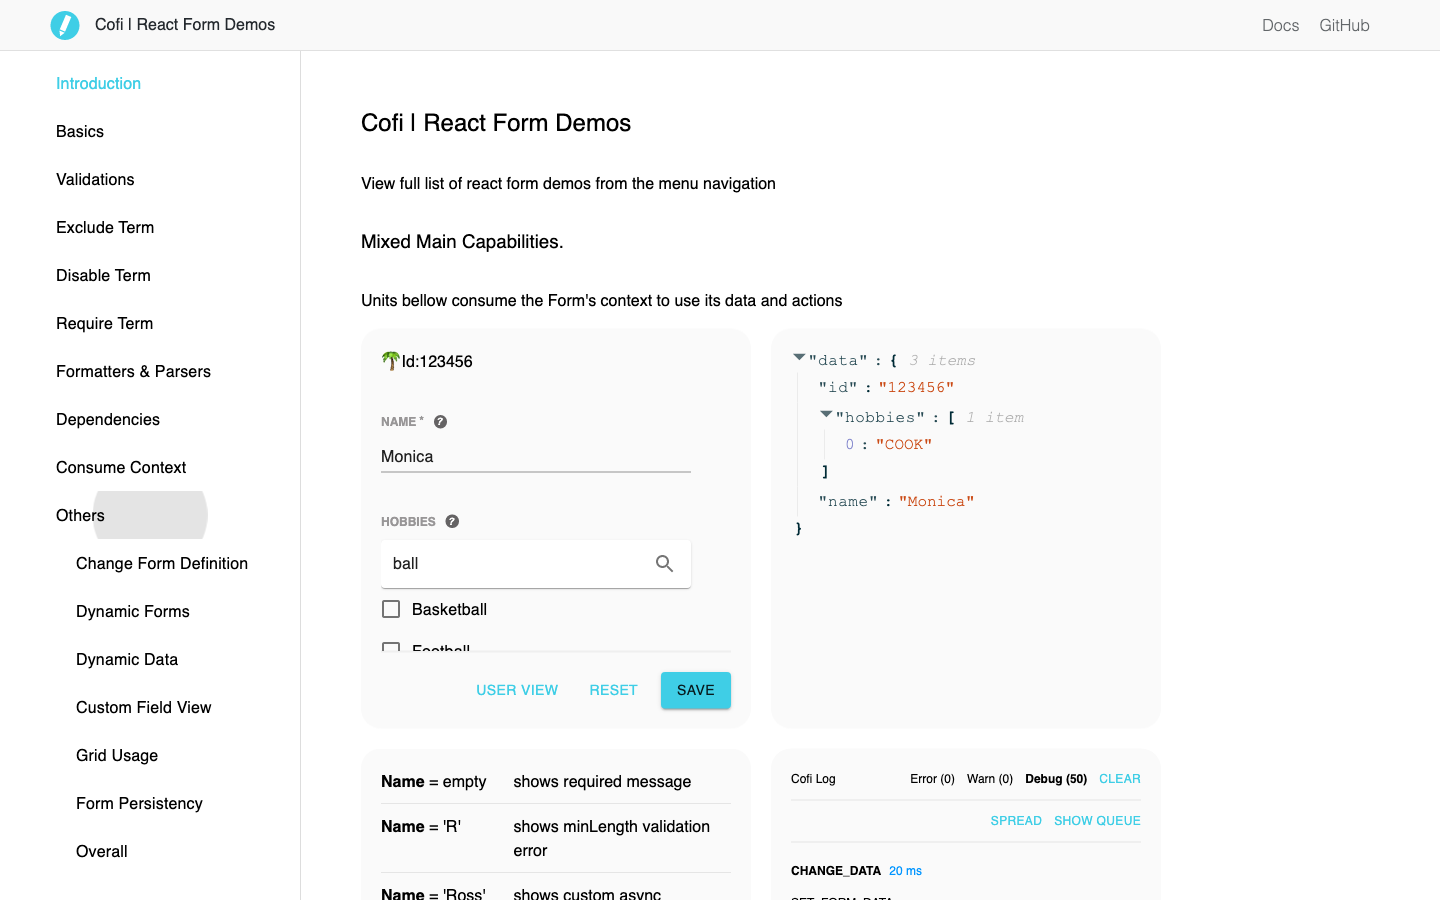 Cofi | React Form Demos
Docs
GitHub
Introduction
Basics
Validations
Exclude Term
Disable Term
Require Term
Formatters & Parsers
Dependencies
Consume Context
Others
Change Form Definition
Dynamic Forms
Dynamic Data
Custom Field View
Grid Usage
Form Persistency
Overall
Cofi | React Form Demos
View full list of react form demos from the menu navigation
Mixed Main Capabilities.
Units bellow consume the Form's context to use its data and actions
🌴Id:123456
NAME *
Monica
HOBBIES
ball
Basketball
Football
USER VIEW RESET SAVE
"data" : { 3 items
"id" : "123456"
"hobbies" : [ 1 item
0 : "COOK"
]
"name" : "Monica"
}
Name = empty shows required message
Name = 'R' shows minLength validation
error
Name = 'Ross' shows custom async
Cofi Log Error (0) Warn (0) Debug (50) CLEAR
SPREAD SHOW QUEUE
CHANGE_DATA 20 ms
SET_FORM_DATA